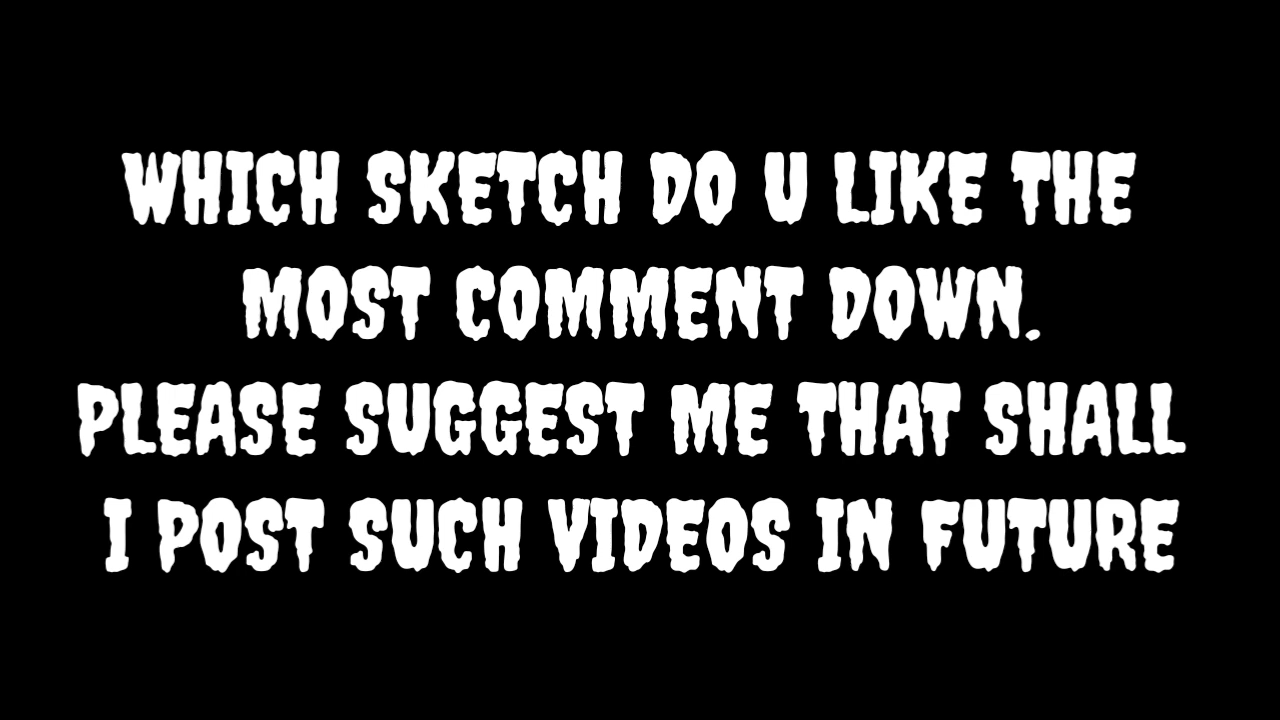 WHICH SKETCH DO U LIKE THE
MOST COMMENT DOWN.
PLEASE SUGGEST ME THAT SHALL
I POST SUCH VIDEOS IN FUTURE